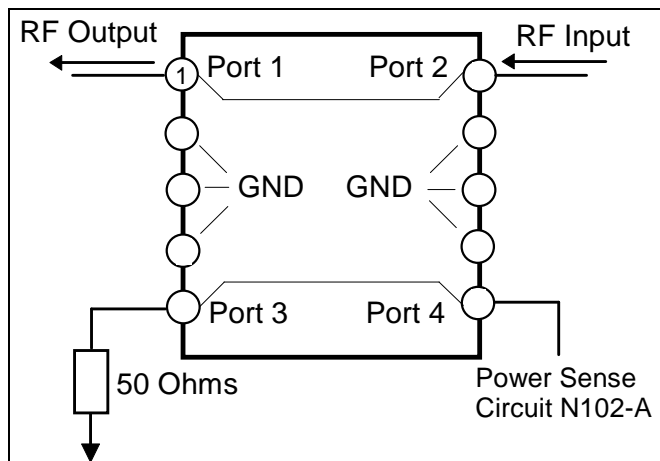 RF Output
RF Input
1
Port 1
Port 2
GND
GND
Port 3
Port 4
50 Ohms
Power Sense
Circuit N102-A